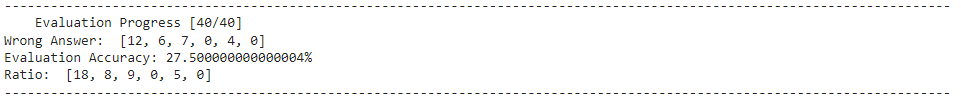 Evaluation Progress [40/40]
Wrong Answer:  [12, 6, 7, 0, 4, 0]
Evaluation Accuracy: 27.500000000000004%
Ratio:  [18, 8, 9, 0, 5, 0]